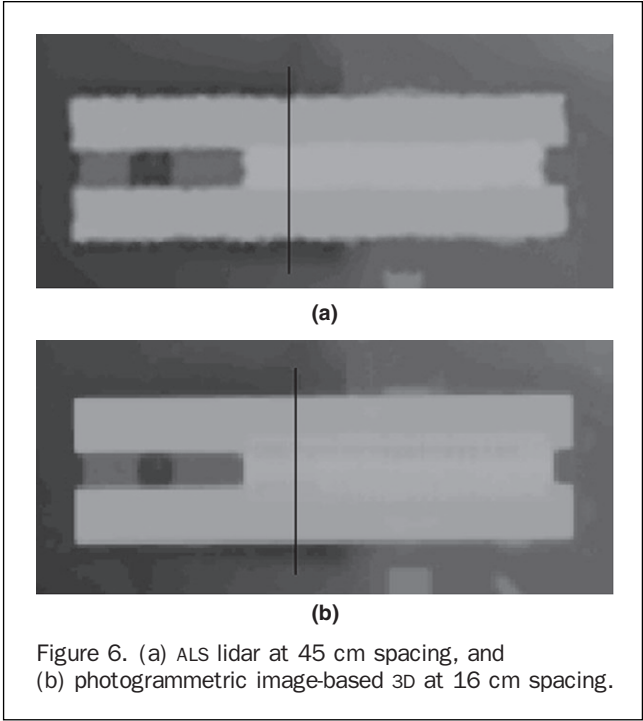 (a)
(b)
Figure 6. (a) ALS lidar at 45 cm spacing, and
(b) photogrammetric image-based 3D at 16 cm spacing.